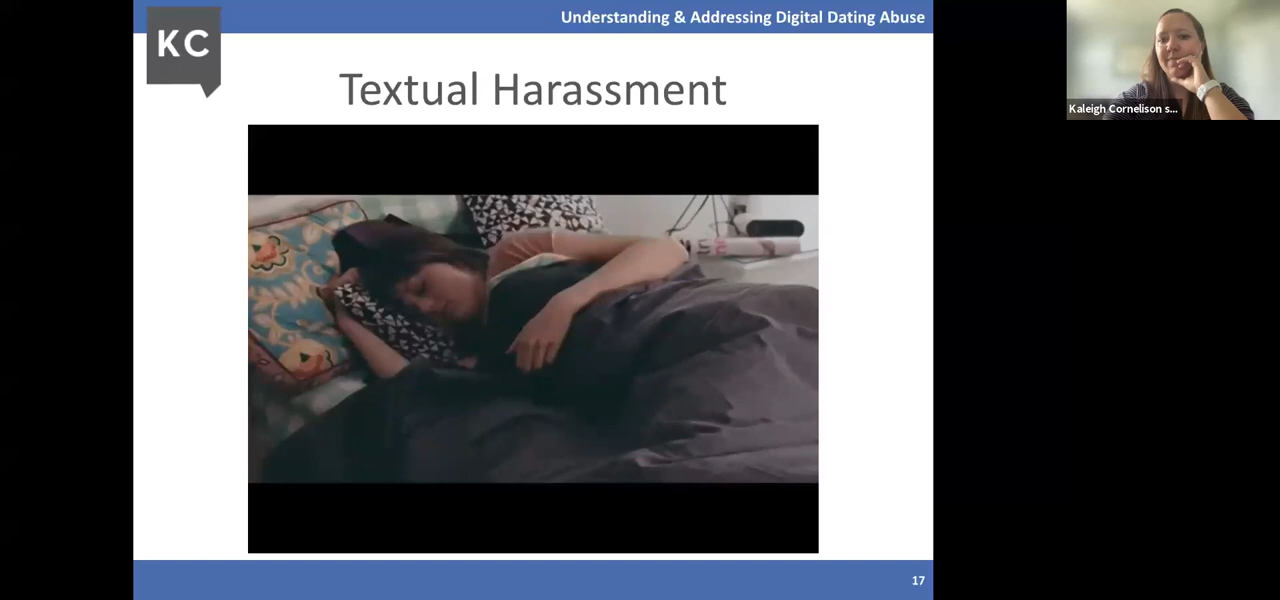 Understanding & Addressing Digital Dating Abuse
KC
Textual Harassment
Kaleigh Cornelison s...
17